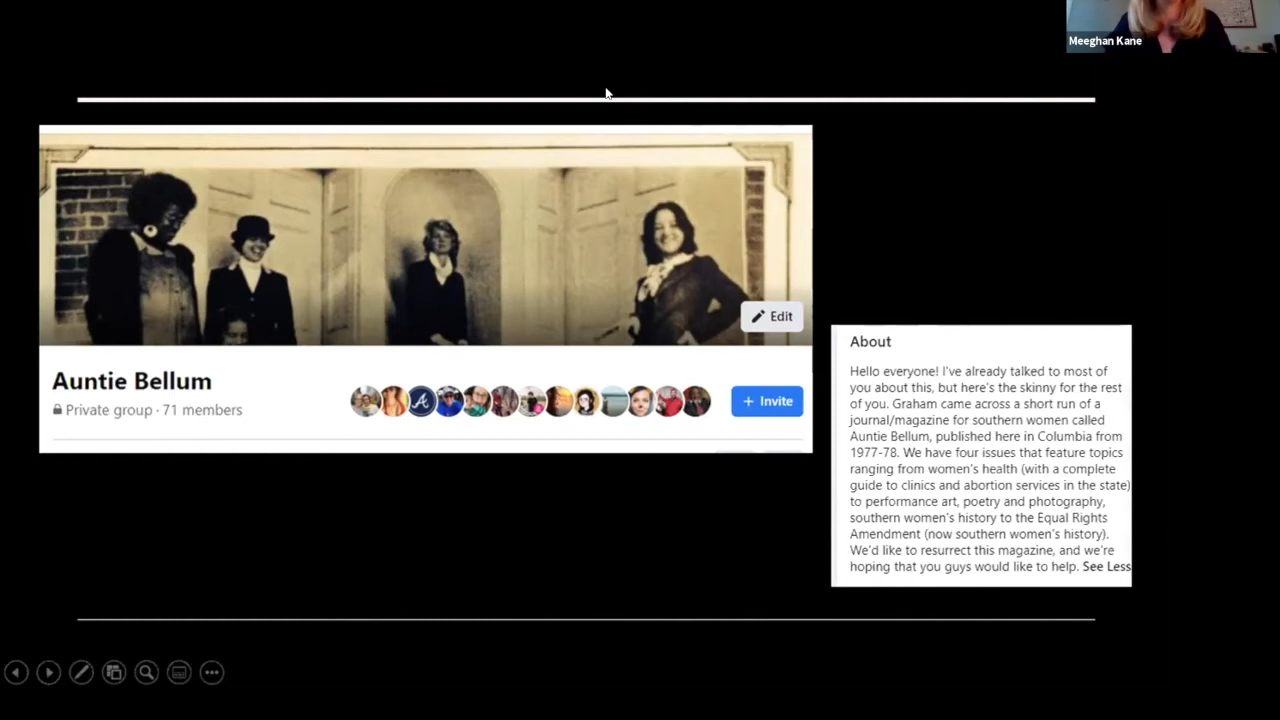 Meeghan Kane
Edit
Auntie Bellum
Private group · 71 members
A
+ Invite
About
Hello everyone! I've already talked to most of
you about this, but here's the skinny for the rest
of you. Graham came across a short run of a
journal/magazine for southern women called
Auntie Bellum, published here in Columbia from
1977-78. We have four issues that feature topics
ranging from women's health (with a complete
guide to clinics and abortion services in the state)
to performance art, poetry and photography,
southern women's history to the Equal Rights
Amendment (now southern women's history).
We'd like to resurrect this magazine, and we're
hoping that you guys would like to help. See Less